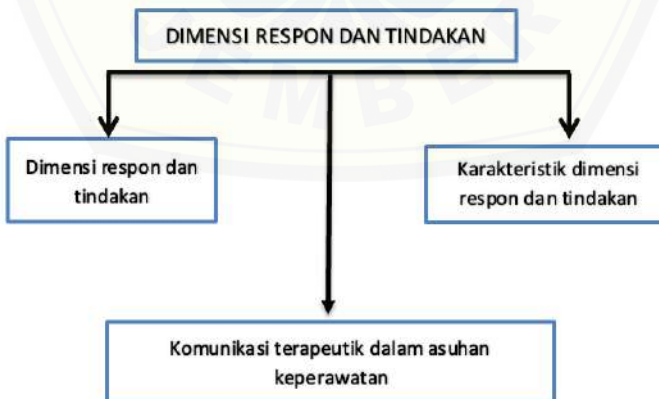 DIMENSI RESPON DAN TINDAKAN
Dimensi respon dan
tindakan
Karakteristik dimensi
respon dan tindakan
Komunikasi terapeutik dalam asuhan
keperawatan